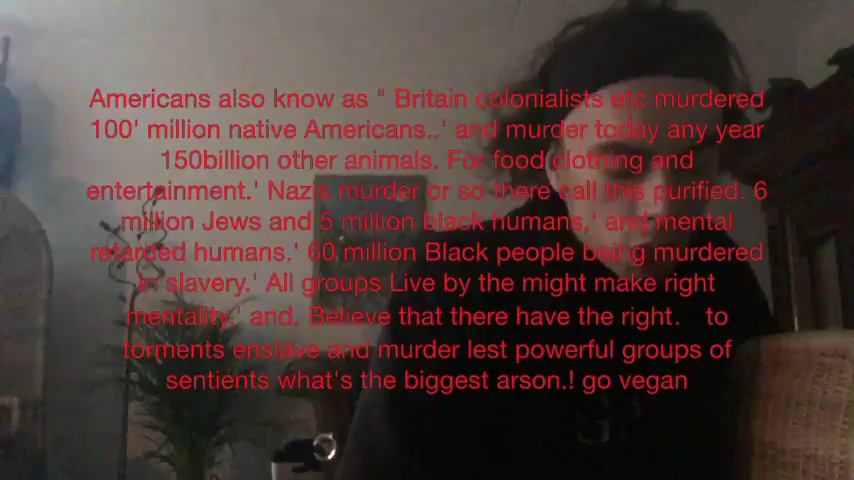 Americans also know as " Britain colonialists etc murdered
100' million native Americans..' and murder today any year
150billion other animals. For food clothing and
entertainment.' Nazis murder or so there call this purified. 6
million Jews and 5 million black humans,' and mental
retarded humans.' 60 million Black people being murdered
in slavery.' All groups Live by the might make right
mentality,' and. Believe that there have the right. to
torments enslave and murder lest powerful groups of
sentients what's the biggest arson.! go vegan